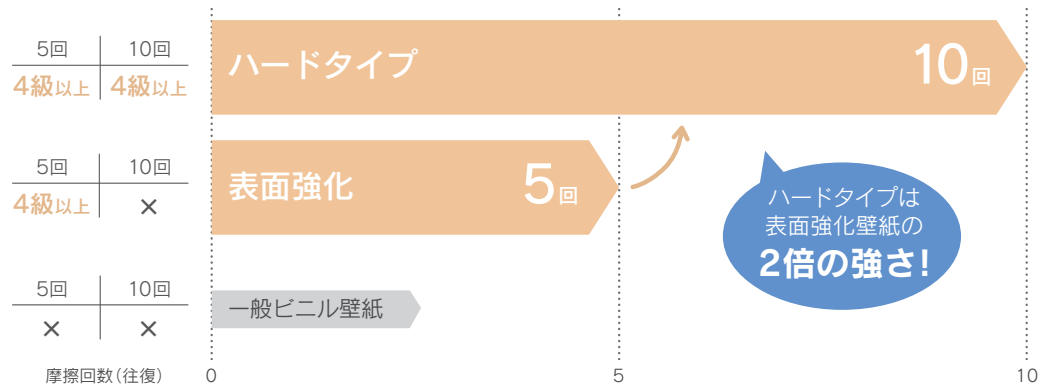 5回 10回
4級以上 4級以上
ハードタイプ 10回
5回 10回
4級以上 ×
表面強化 5回
ハードタイプは
表面強化壁紙の
2倍の強さ!
5回 10回
× ×
一般ビニル壁紙
摩擦回数(往復) 0 5 10